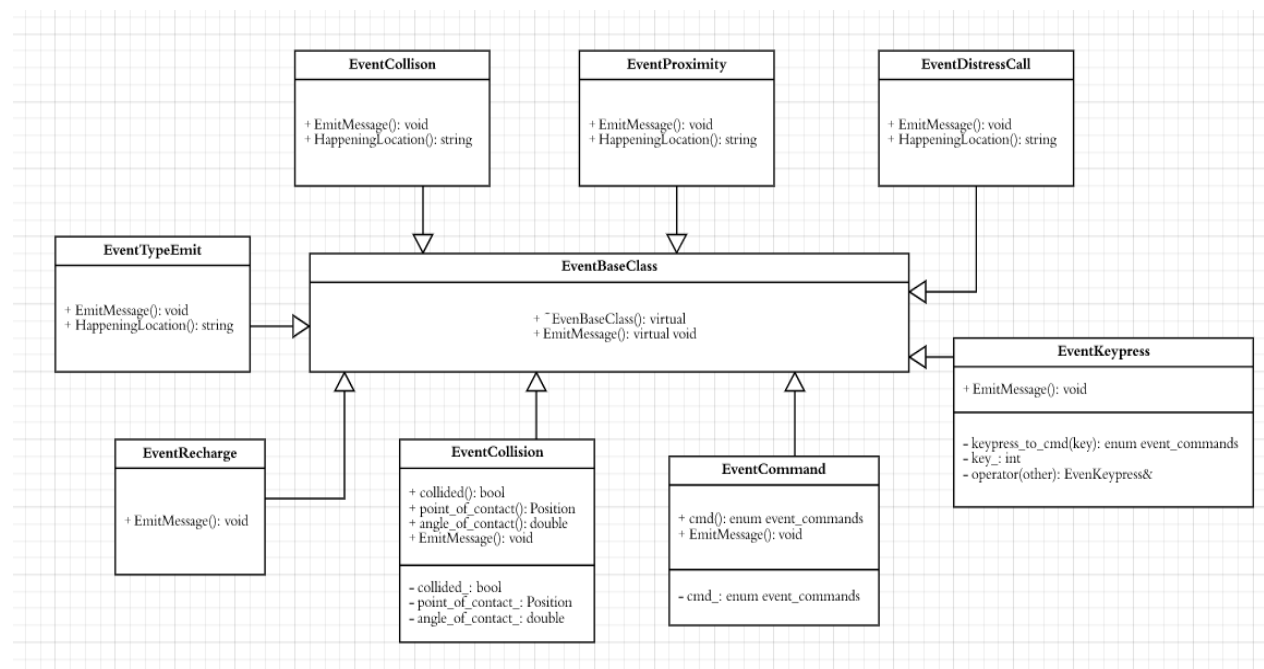 EventCollison
+ EmitMessage(): void
+ HappeningLocation(): string
EventProximity
+ EmitMessage(): void
+ HappeningLocation(): string
EventDistressCall
+ EmitMessage(): void
+ HappeningLocation(): string
EventTypeEmit
+ EmitMessage(): void
+ HappeningLocation(): string
EventBaseClass
+ ~EvenBaseClass(): virtual
+ EmitMessage(): virtual void
EventKeypress
+ EmitMessage(): void
- keypress_to_cmd(key): enum event_commands
- key_: int
- operator(other): EvenKeypress&
EventRecharge
+ EmitMessage(): void
EventCollision
+ collided(): bool
+ point_of_contact(): Position
+ angle_of_contact(): double
+ EmitMessage(): void
- collided_: bool
- point_of_contact_: Position
- angle_of_contact_: double
EventCommand
+ cmd(): enum event_commands
+ EmitMessage(): void
- cmd_: enum event_commands